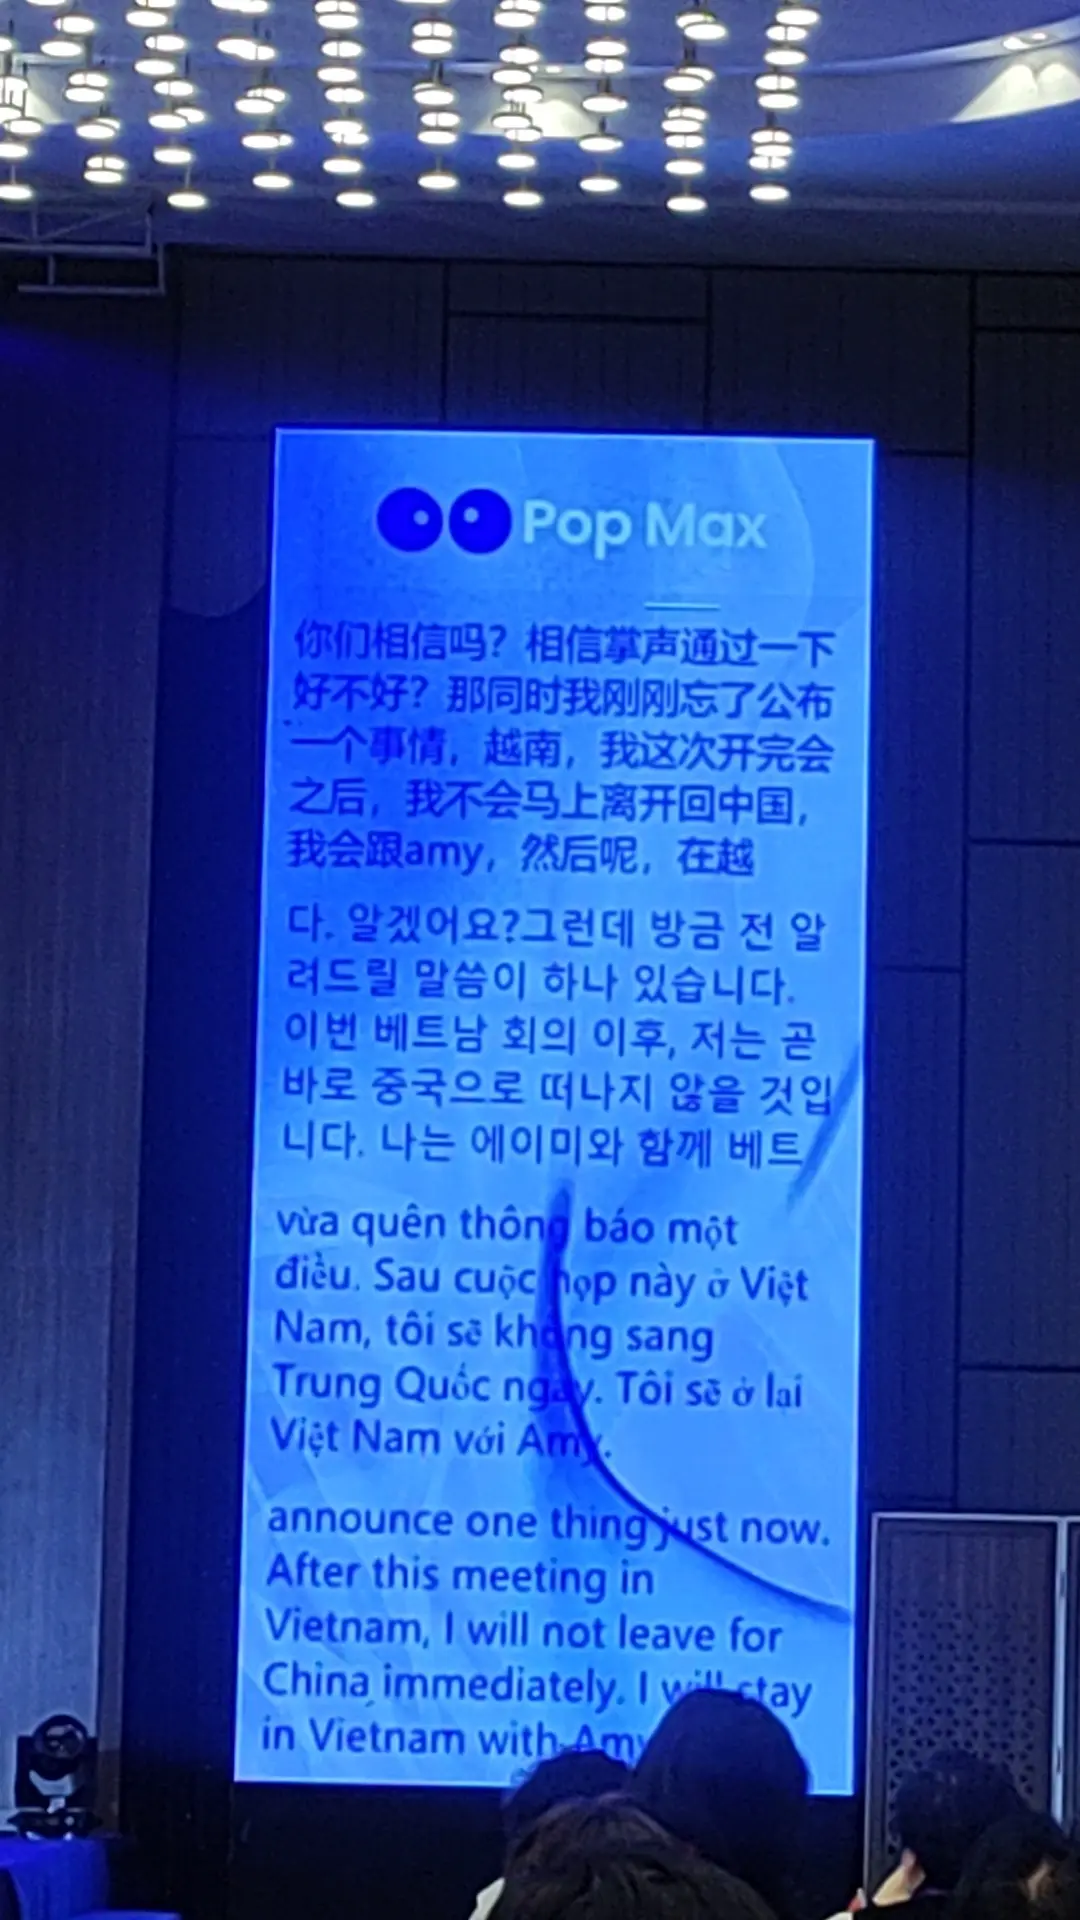 Pop Max
你们相信吗？相信掌声通过一下
好不好？那同时我刚刚忘了公布
一个事情，越南，我这次开完会
之后，我不会马上离开回中国，
我会跟amy，然后呢，在越
다. 알겠어요?그런데 방금 전 알
려드릴 말씀이 하나 있습니다.
이번 베트남 회의 이후, 저는 곧
바로 중국으로 떠나지 않을 것입
니다. 나는 에이미와 함께 베트
vừa quên thông báo một
điều. Sau cuộc họp này ở Việt
Nam, tôi sẽ không sang
Trung Quốc ngay. Tôi sẽ ở lại
Việt Nam với Amy.
announce one thing just now.
After this meeting in
Vietnam, I will not leave for
China immediately. I will stay
in Vietnam with Amy